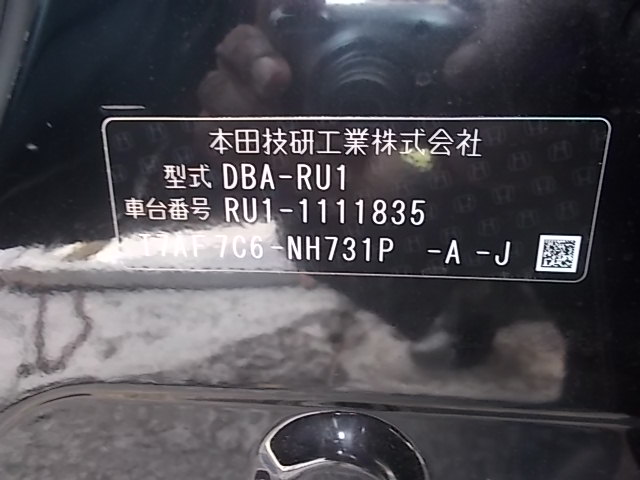 本田技研工業株式会社
型式 DBA-RU1
車台番号 RU1-1111835
7C6-NH731P -A -J